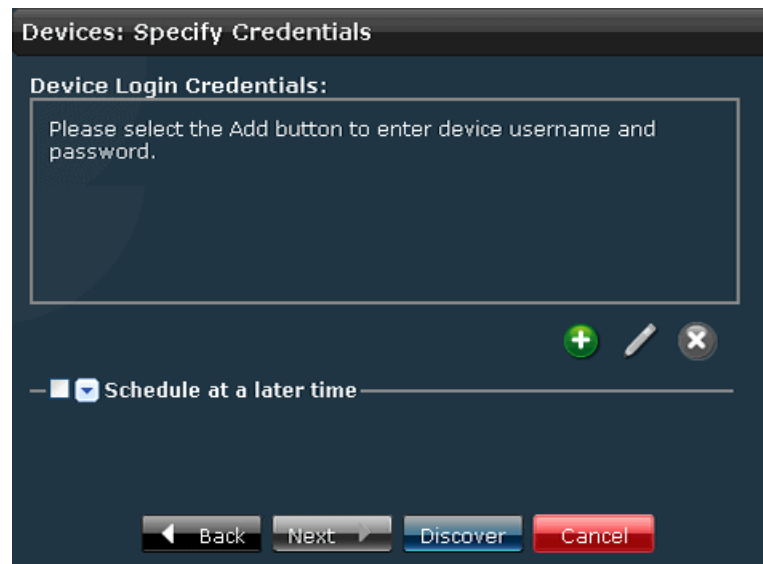 Devices: Specify Credentials
Device Login Credentials:
Please select the Add button to enter device username and
password.
Schedule at a later time
Back
Next
Discover
Cancel